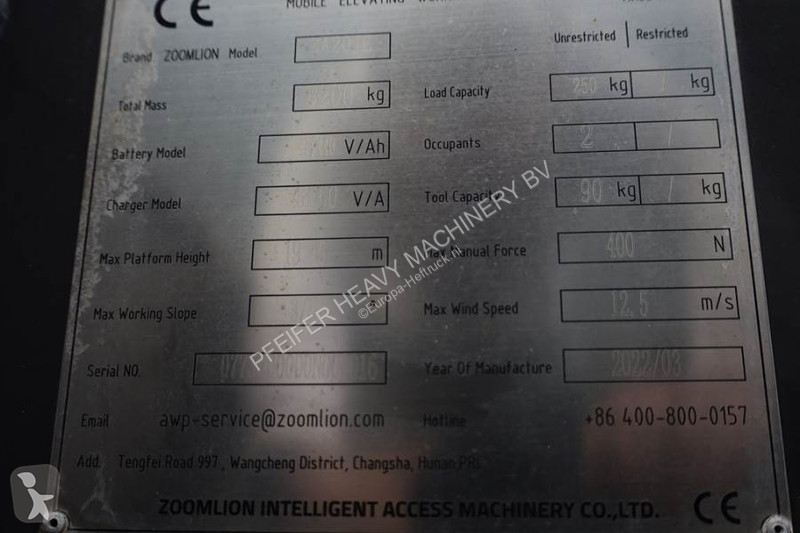 CE MOBILE ELEVATING
Unrestricted | Restricted
Brand ZOOMLION Model
Total Mass kg Load Capacity 250 kg / kg
Battery Model V/Ah Occupants 2 /
Charger Model V/A Tool Capacity 90 kg / kg
Max Platform Height m Max Manual Force 400 N
Max Working Slope ° Max Wind Speed 12.5 m/s
Serial NO. Year Of Manufacture 2022/03
Email awp-service@zoomlion.com Hotline +86 400-800-0157
Add. Tengfei Road 997, Wangcheng District, Changsha, Hunan PRC
ZOOMLION INTELLIGENT ACCESS MACHINERY CO.,LTD. CE
PFEIFER HEAVY MACHINERY BV
©Europa-Heftruck.nl